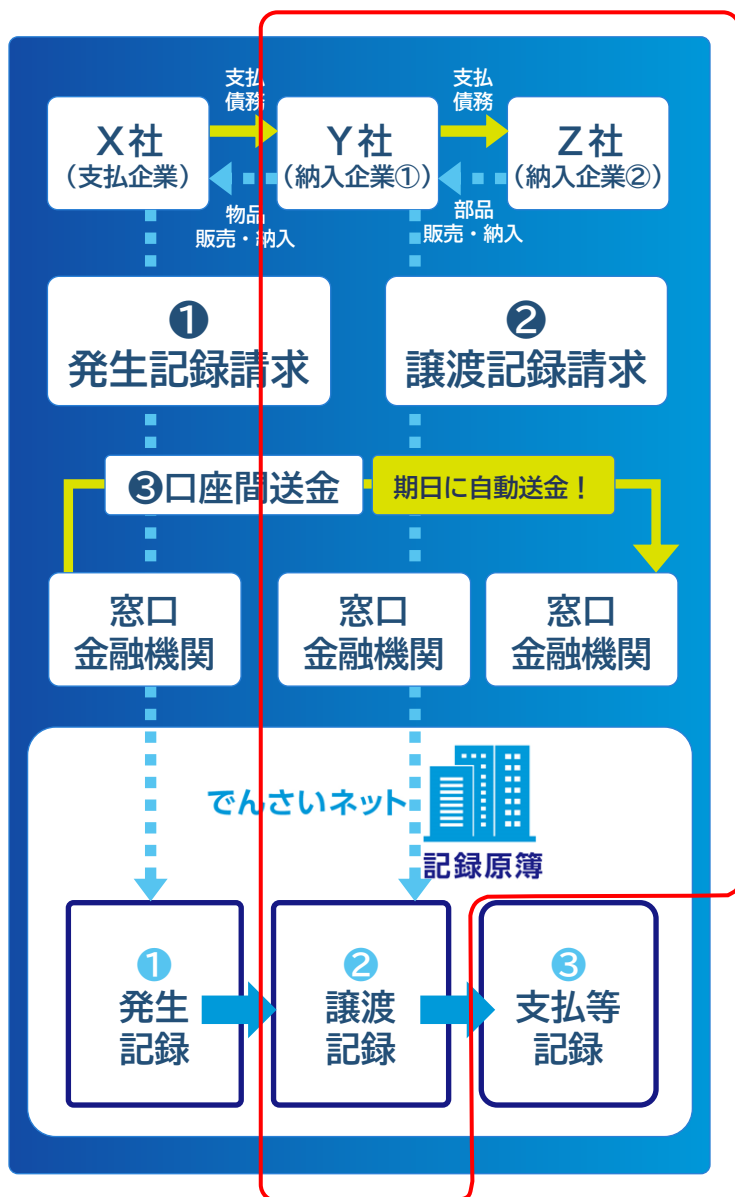 支払
債務
支払
債務
X社
(支払企業)
Y社
(納入企業①)
Z社
(納入企業②)
物品
販売・納入
部品
販売・納入
❶
発生記録請求
❷
譲渡記録請求
❸口座間送金
期日に自動送金！
窓口
金融機関
窓口
金融機関
窓口
金融機関
でんさいネット
記録原簿
❶
発生
記録
❷
譲渡
記録
❸
支払等
記録